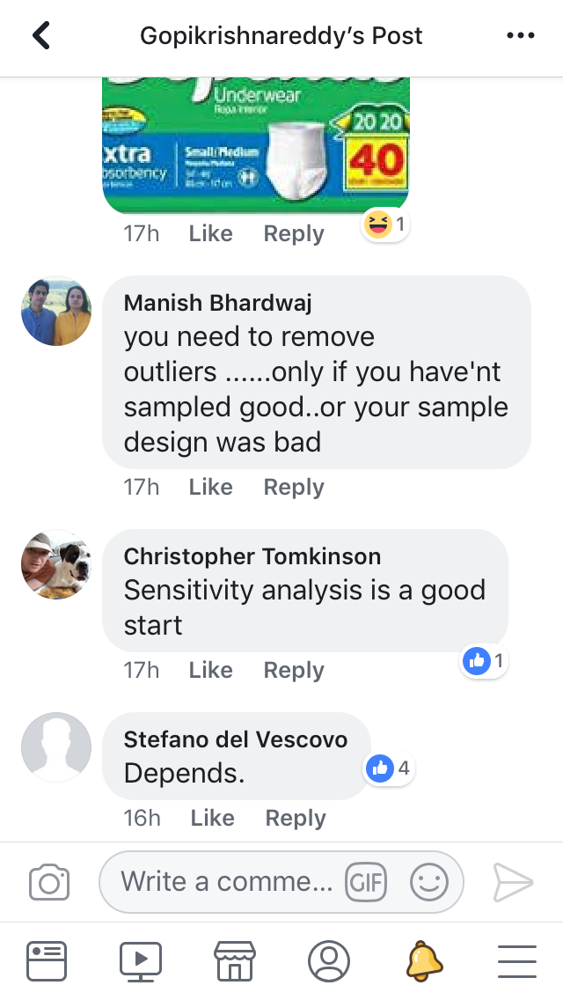 Gopikrishnareddy’s Post
Underwear
Ropa Interior
20 20
xtra
bsorbency
Small/Medium
40
17h Like Reply 1
Manish Bhardwaj
you need to remove
outliers ......only if you have'nt
sampled good..or your sample
design was bad
17h Like Reply
Christopher Tomkinson
Sensitivity analysis is a good
start
17h Like Reply 1
Stefano del Vescovo
Depends.
4
16h Like Reply
Write a comme... GIF